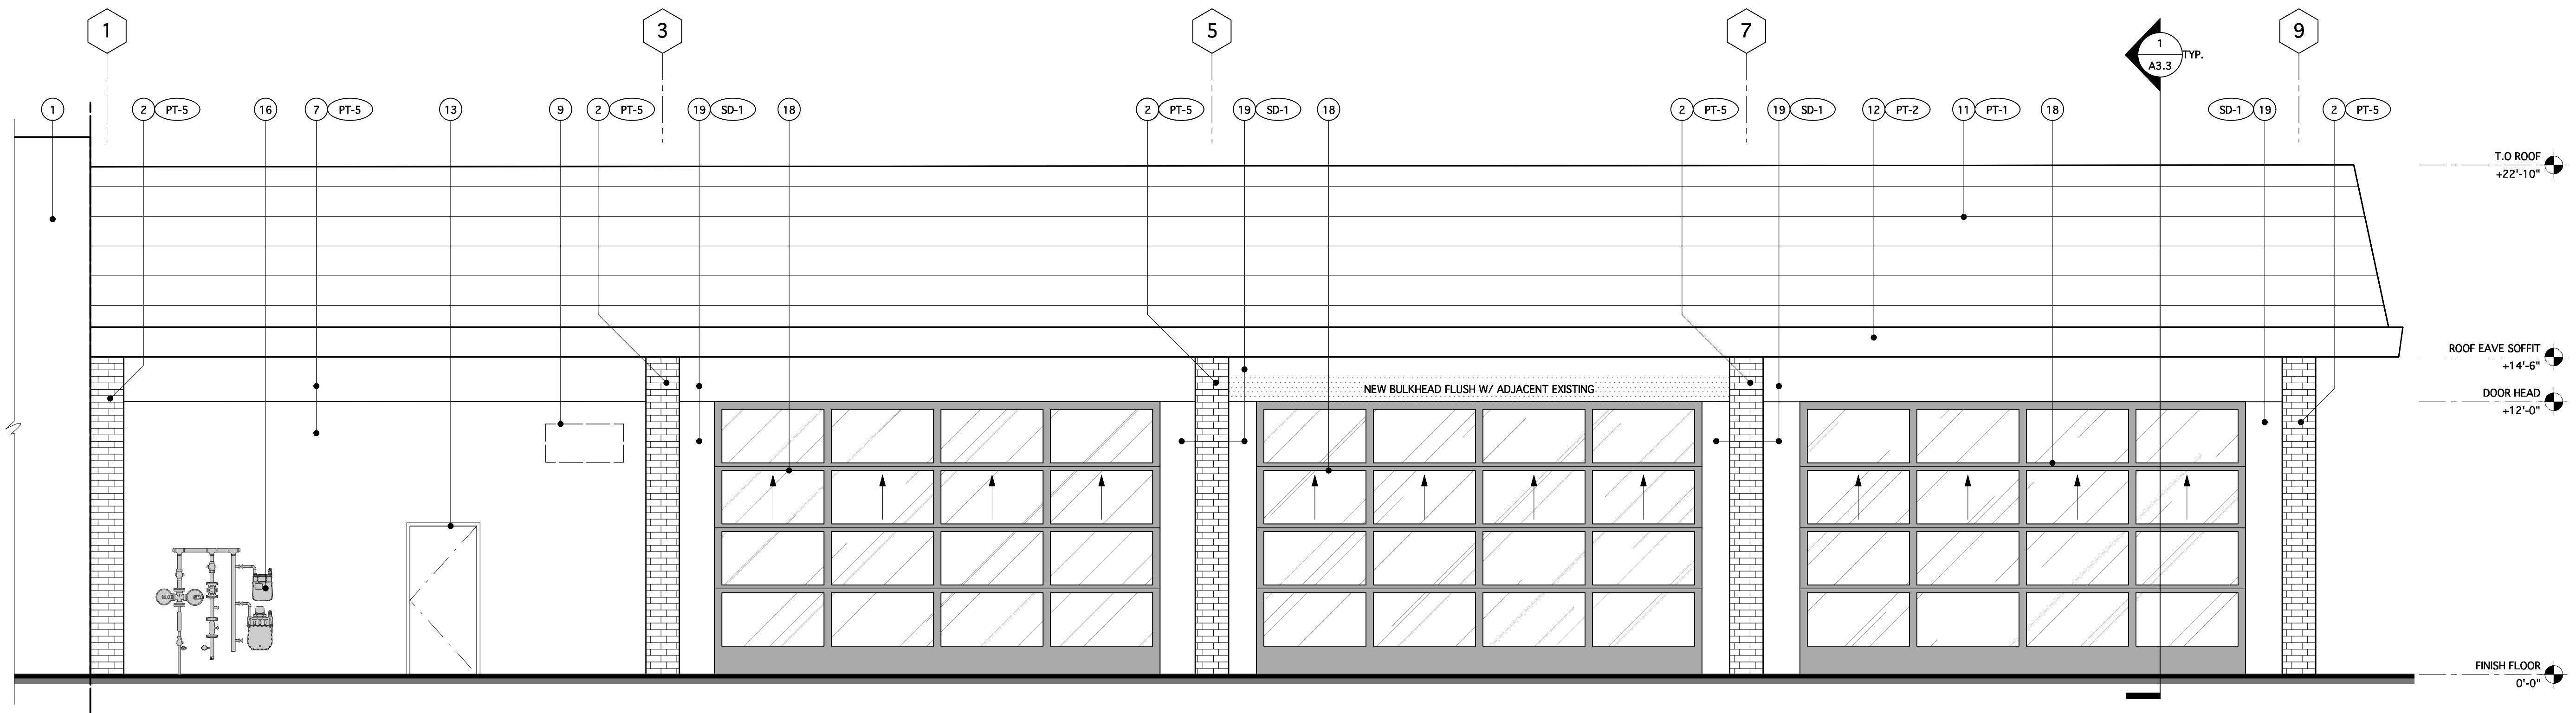 1 3 5 7 9
1
A3.3
TYP.
1 2 PT-5 16 7 PT-5 13 9 2 PT-5 19 SD-1 18 2 PT-5 19 SD-1 18 2 PT-5 19 SD-1 12 PT-2 11 PT-1 18 SD-1 19 2 PT-5
T.O ROOF
+22'-10"
ROOF EAVE SOFFIT
+14'-6"
NEW BULKHEAD FLUSH W/ ADJACENT EXISTING
DOOR HEAD
+12'-0"
FINISH FLOOR
0'-0"